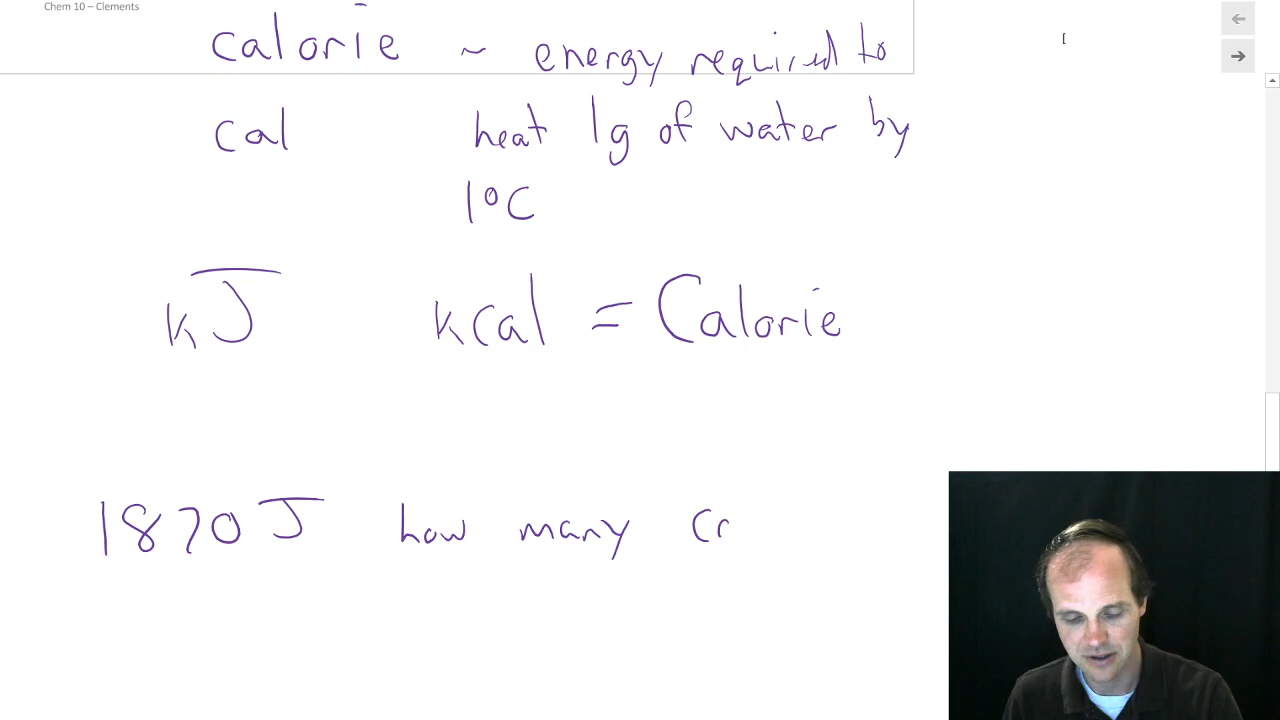 Chem 10 – Clements
calorie ~ energy required to
cal heat 1g of water by
1°C
kJ kcal = Calorie
1870 J how many